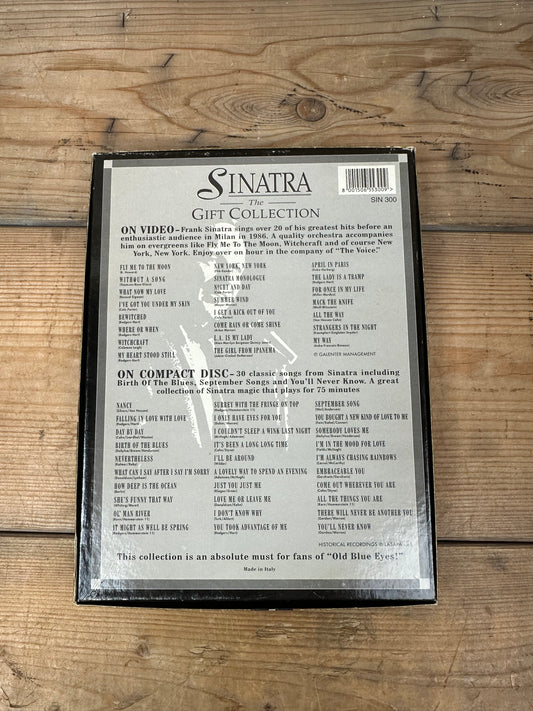 SINATRA
The
GIFT COLLECTION
SIN 300
ON VIDEO – Frank Sinatra sings over 20 of his greatest hits before an
enthusiastic audience in Milan in 1986. A quality orchestra accompanies
him on evergreens like Fly Me To The Moon, Witchcraft and of course New
York, New York. Enjoy over an hour in the company of "The Voice."
FLY ME TO THE MOON
WITHOUT A SONG
WHAT NOW MY LOVE
I'VE GOT YOU UNDER MY SKIN
BEWITCHED
WHERE OR WHEN
WITCHCRAFT
MY HEART STOOD STILL
NEW YORK, NEW YORK
SINATRA MONOLOGUE
NIGHT AND DAY
SUMMER WIND
I GET A KICK OUT OF YOU
COME RAIN OR COME SHINE
L.A. IS MY LADY
THE GIRL FROM IPANEMA
APRIL IN PARIS
THE LADY IS A TRAMP
FOR ONCE IN MY LIFE
MACK THE KNIFE
ALL THE WAY
STRANGERS IN THE NIGHT
MY WAY
© GALENTER MANAGEMENT
ON COMPACT DISC – 30 classic songs from Sinatra including
Birth Of The Blues, September Songs and You'll Never Know. A great
collection of Sinatra magic that plays for 75 minutes
NANCY
FALLING IN LOVE WITH LOVE
DAY BY DAY
BIRTH OF THE BLUES
NEVERTHELESS
WHAT CAN I SAY AFTER I SAY I'M SORRY
HOW DEEP IS THE OCEAN
SHE'S FUNNY THAT WAY
OL' MAN RIVER
IT MIGHT AS WELL BE SPRING
SURREY WITH THE FRINGE ON TOP
I ONLY HAVE EYES FOR YOU
I COULDN'T SLEEP A WINK LAST NIGHT
IT'S BEEN A LONG LONG TIME
I'LL BE AROUND
A LOVELY WAY TO SPEND AN EVENING
JUST YOU JUST ME
LOVE ME OR LEAVE ME
I DON'T KNOW WHY
YOU TOOK ADVANTAGE OF ME
SEPTEMBER SONG
YOU BOUGHT A NEW KIND OF LOVE TO ME
SOMEBODY LOVES ME
I'M IN THE MOOD FOR LOVE
I'M ALWAYS CHASING RAINBOWS
EMBRACEABLE YOU
COME OUT WHEREVER YOU ARE
ALL THE THINGS YOU ARE
THERE WILL NEVER BE ANOTHER YOU
YOU'LL NEVER KNOW
This collection is an absolute must for fans of "Old Blue Eyes!"
Made in Italy